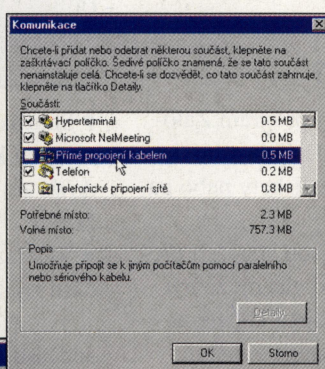 Komunikace
Chcete-li přidat nebo odebrat některou součást, klepněte na
zaškrtávací políčko. Šedivé políčko znamená, že se tato součást
nenainstaluje celá. Chcete-li se dozvědět, co tato součást zahrnuje,
klepněte na tlačítko Detaily.
Součásti:
Hyperterminál 0.5 MB
Microsoft NetMeeting 0.0 MB
Přímé propojení kabelem 0.5 MB
Telefon 0.2 MB
Telefonické připojení sítě 0.8 MB
Potřebné místo: 2.3 MB
Volné místo: 757.3 MB
Popis
Umožňuje připojit se k jiným počítačům pomocí paralelního
nebo sériového kabelu.
Detaily...
OK Storno